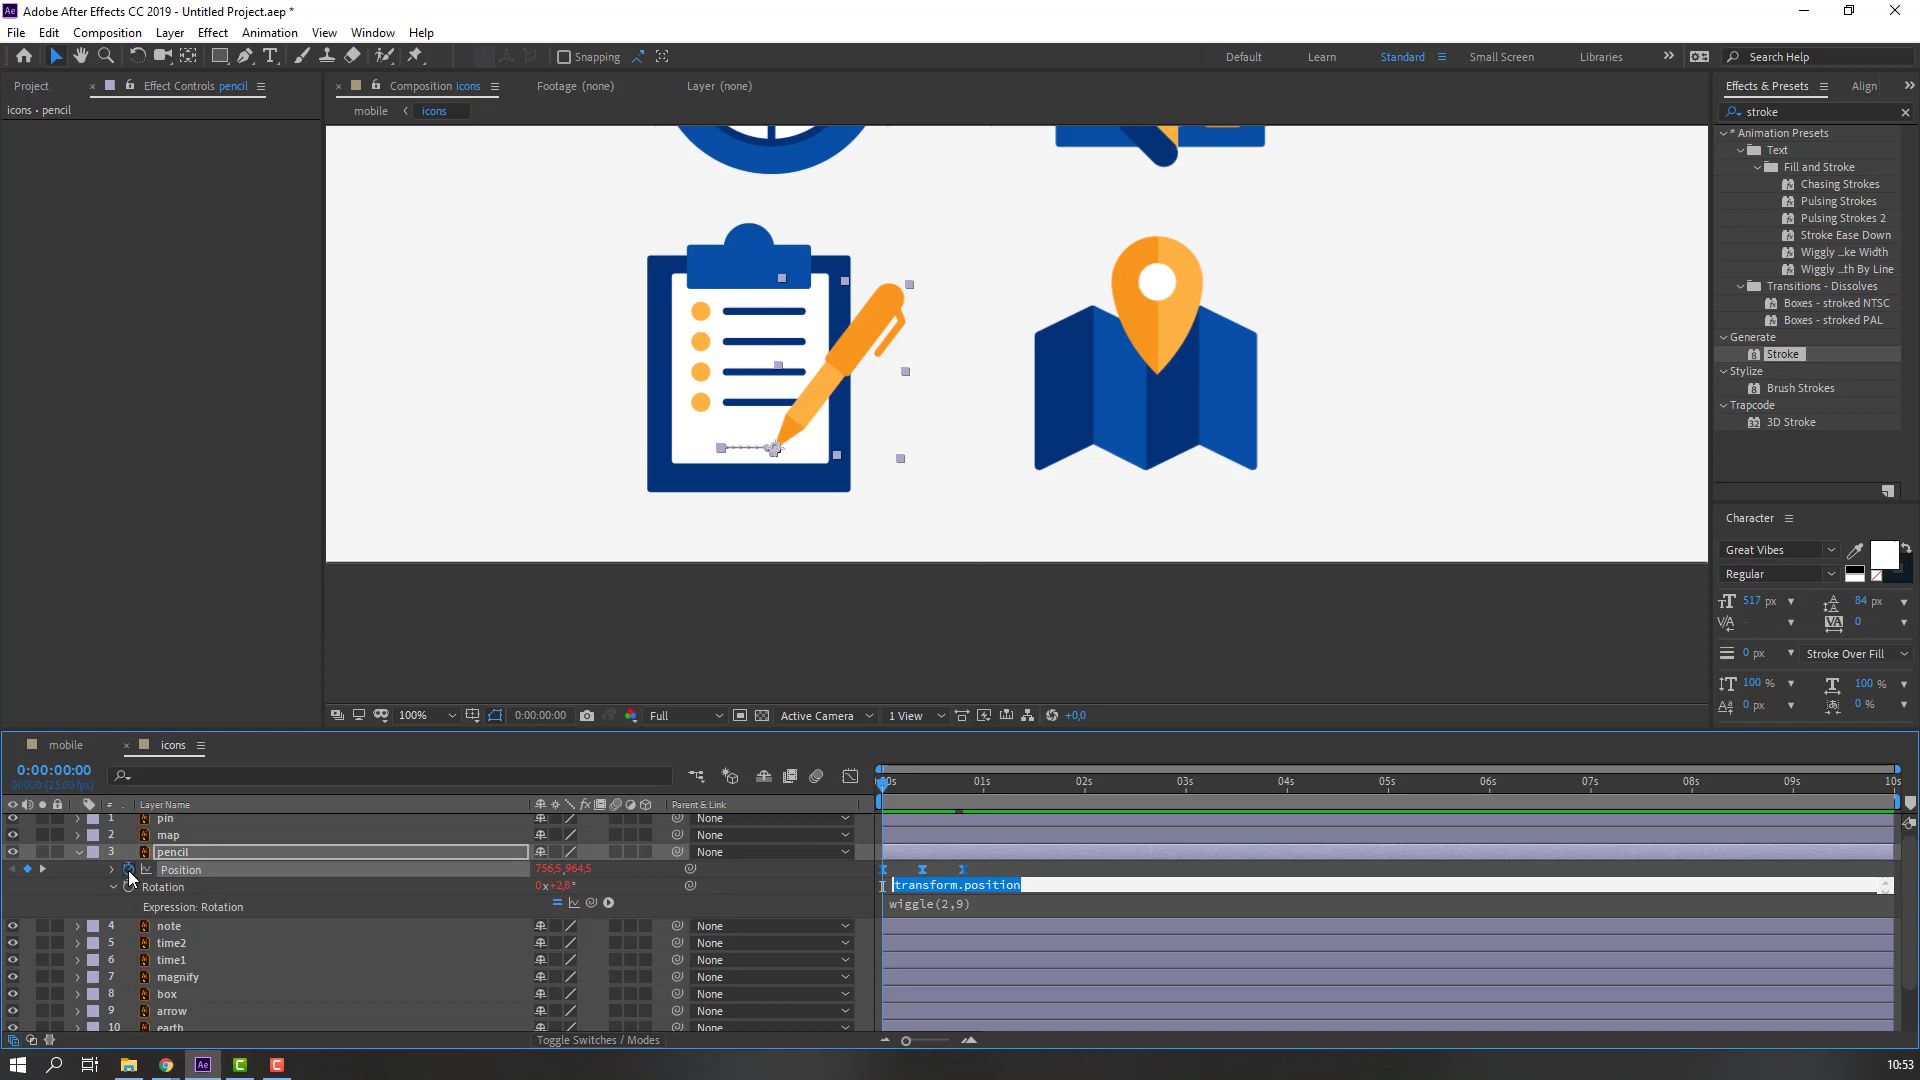 Adobe After Effects CC 2019 - Untitled Project.aep *
File Edit Composition Layer Effect Animation View Window Help
Snapping Default Learn Standard Small Screen Libraries Search Help
Project Effect Controls pencil Composition icons Footage (none) Layer (none) Effects & Presets Align
icons • pencil
mobile icons
stroke
* Animation Presets
Text
Fill and Stroke
Chasing Strokes
Pulsing Strokes
Pulsing Strokes 2
Stroke Ease Down
Wiggly ...ke Width
Wiggly ...th By Line
Transitions - Dissolves
Boxes - stroked NTSC
Boxes - stroked PAL
Generate
Stroke
Stylize
Brush Strokes
Trapcode
3D Stroke
Character
Great Vibes
Regular
517 px 84 px
0
0 px Stroke Over Fill
100 % 100 %
0 px 0 %
100% 0:00:00:00 Full Active Camera 1 View +0,0
mobile icons
0:00:00:00
00000 (25.00 fps)
:00s 01s 02s 03s 04s 05s 06s 07s 08s 09s 10s
# Layer Name Parent & Link
1 pin None
2 map None
3 pencil None
Position 756,5,964,5
Rotation 0x+2,8° transform.position
Expression: Rotation wiggle(2,9)
4 note None
5 time2 None
6 time1 None
7 magnify None
8 box None
9 arrow None
10 earth None
Toggle Switches / Modes
10:53